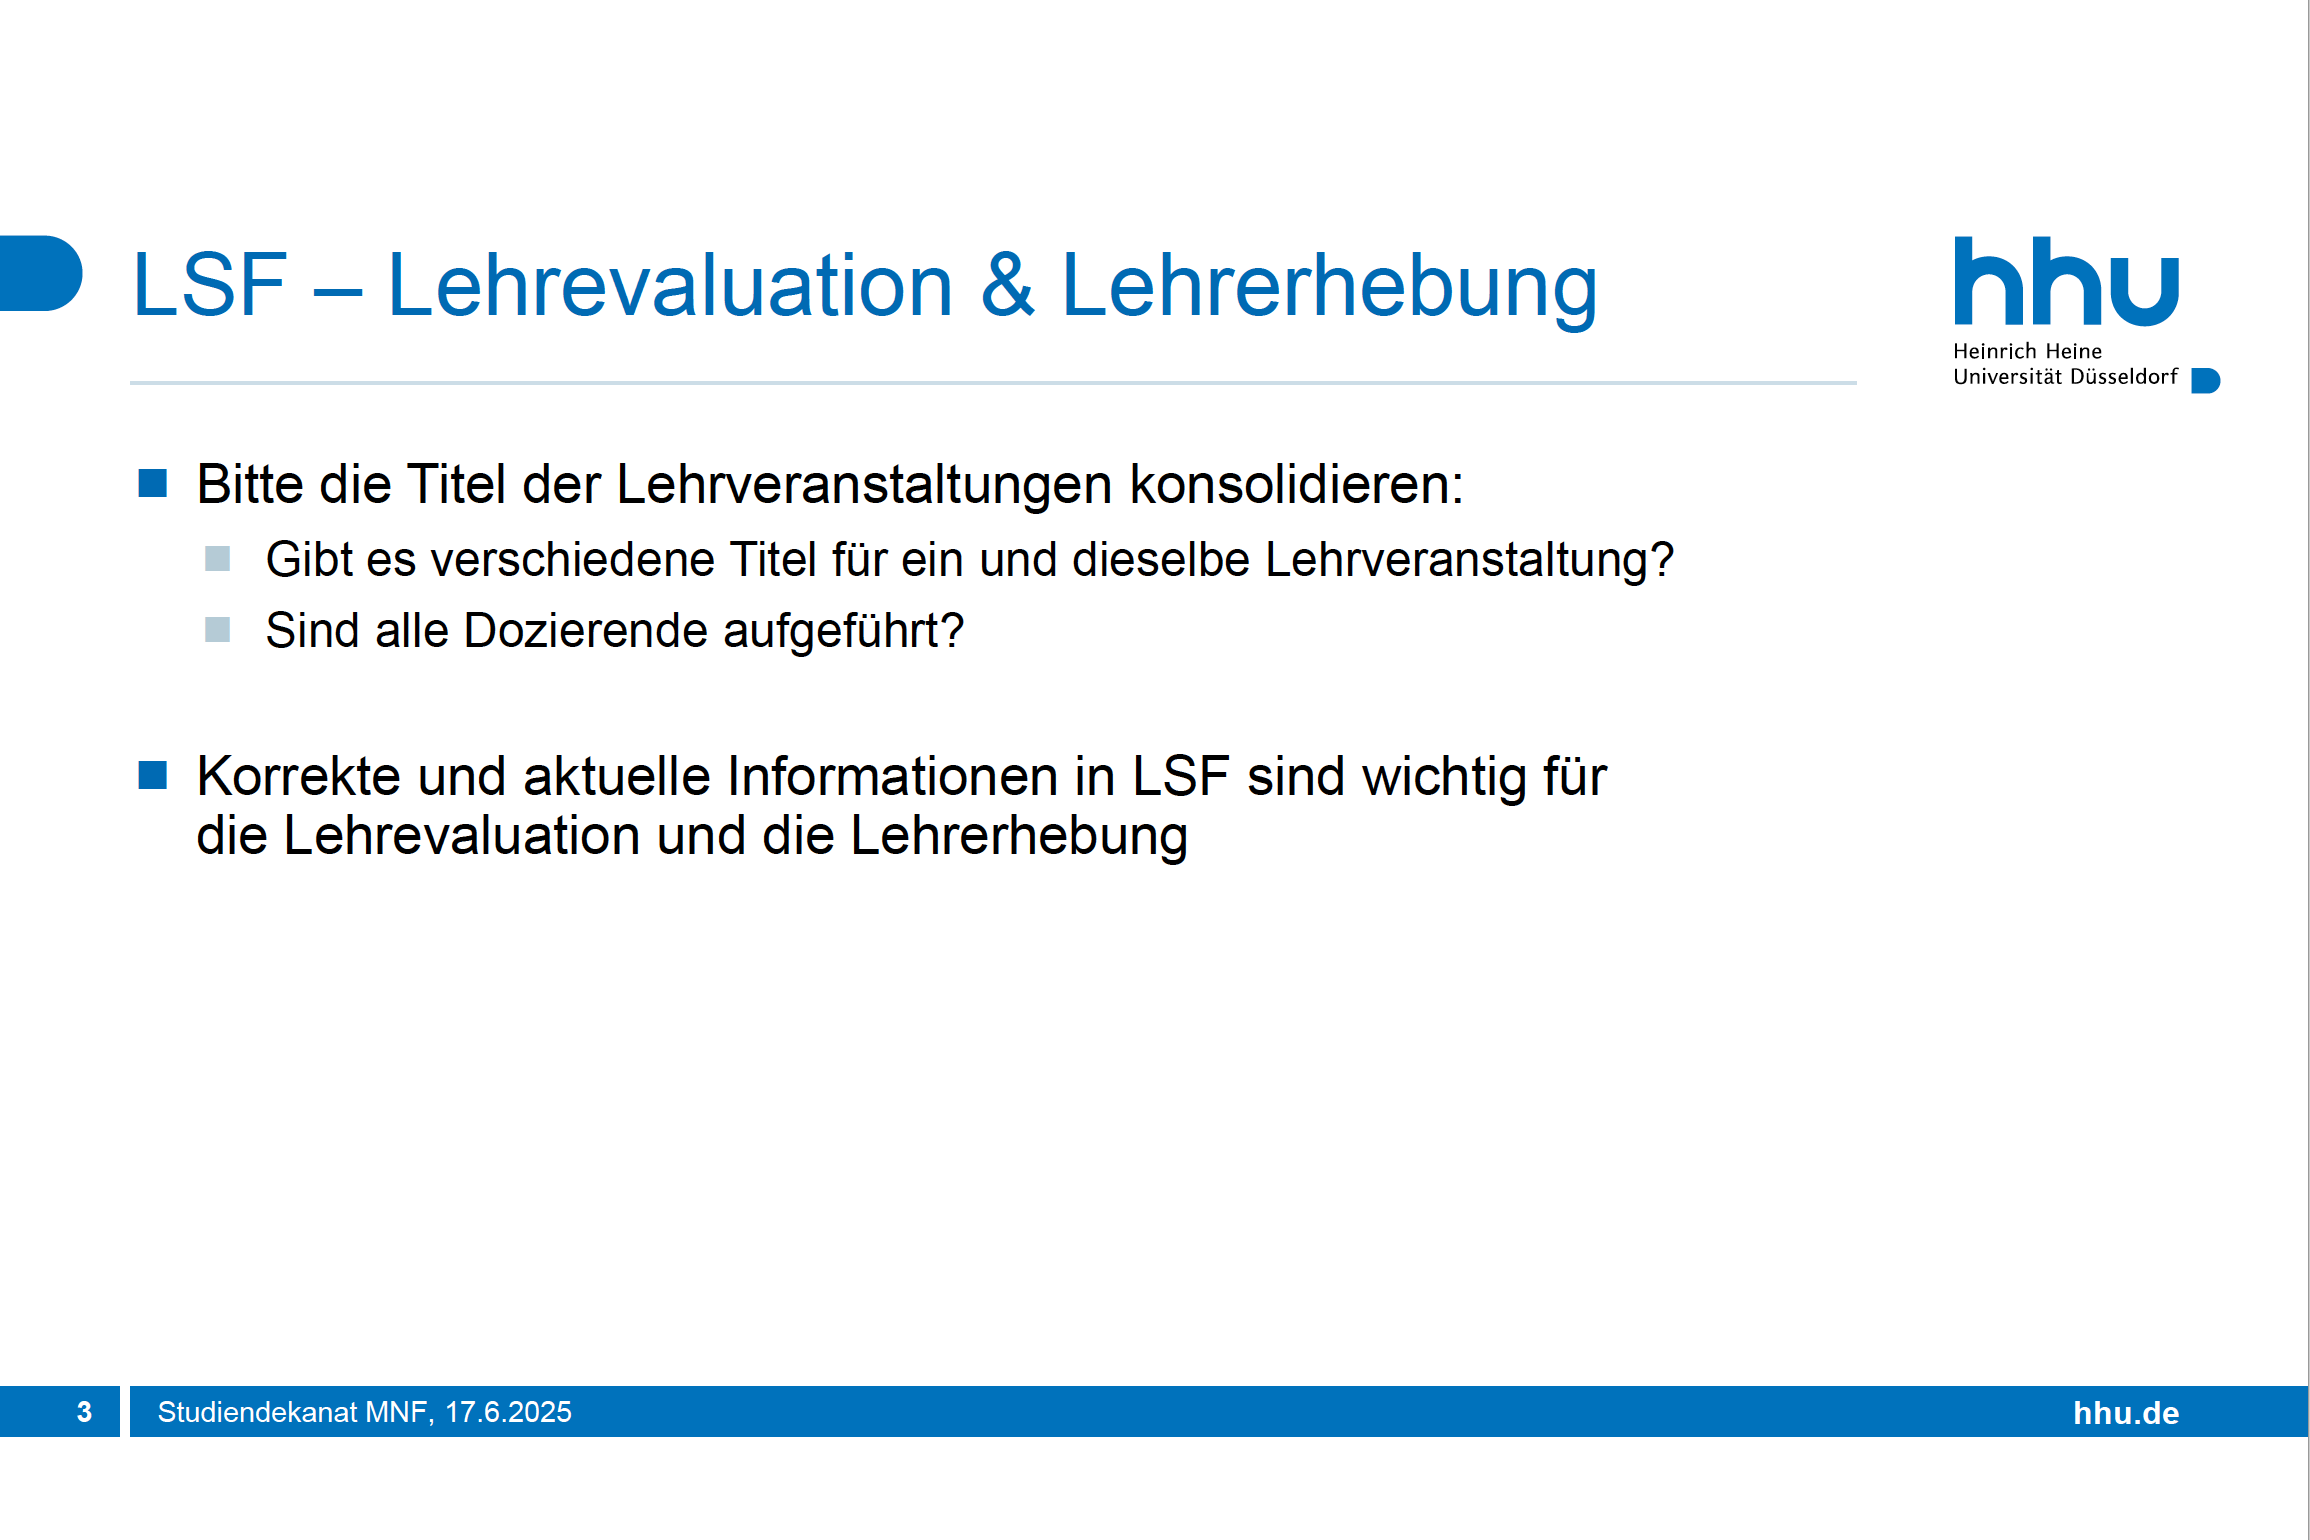 LSF – Lehrevaluation & Lehrerhebung
hhu
Heinrich Heine
Universität Düsseldorf
Bitte die Titel der Lehrveranstaltungen konsolidieren:
Gibt es verschiedene Titel für ein und dieselbe Lehrveranstaltung?
Sind alle Dozierende aufgeführt?
Korrekte und aktuelle Informationen in LSF sind wichtig für
die Lehrevaluation und die Lehrerhebung
3
Studiendekanat MNF, 17.6.2025
hhu.de